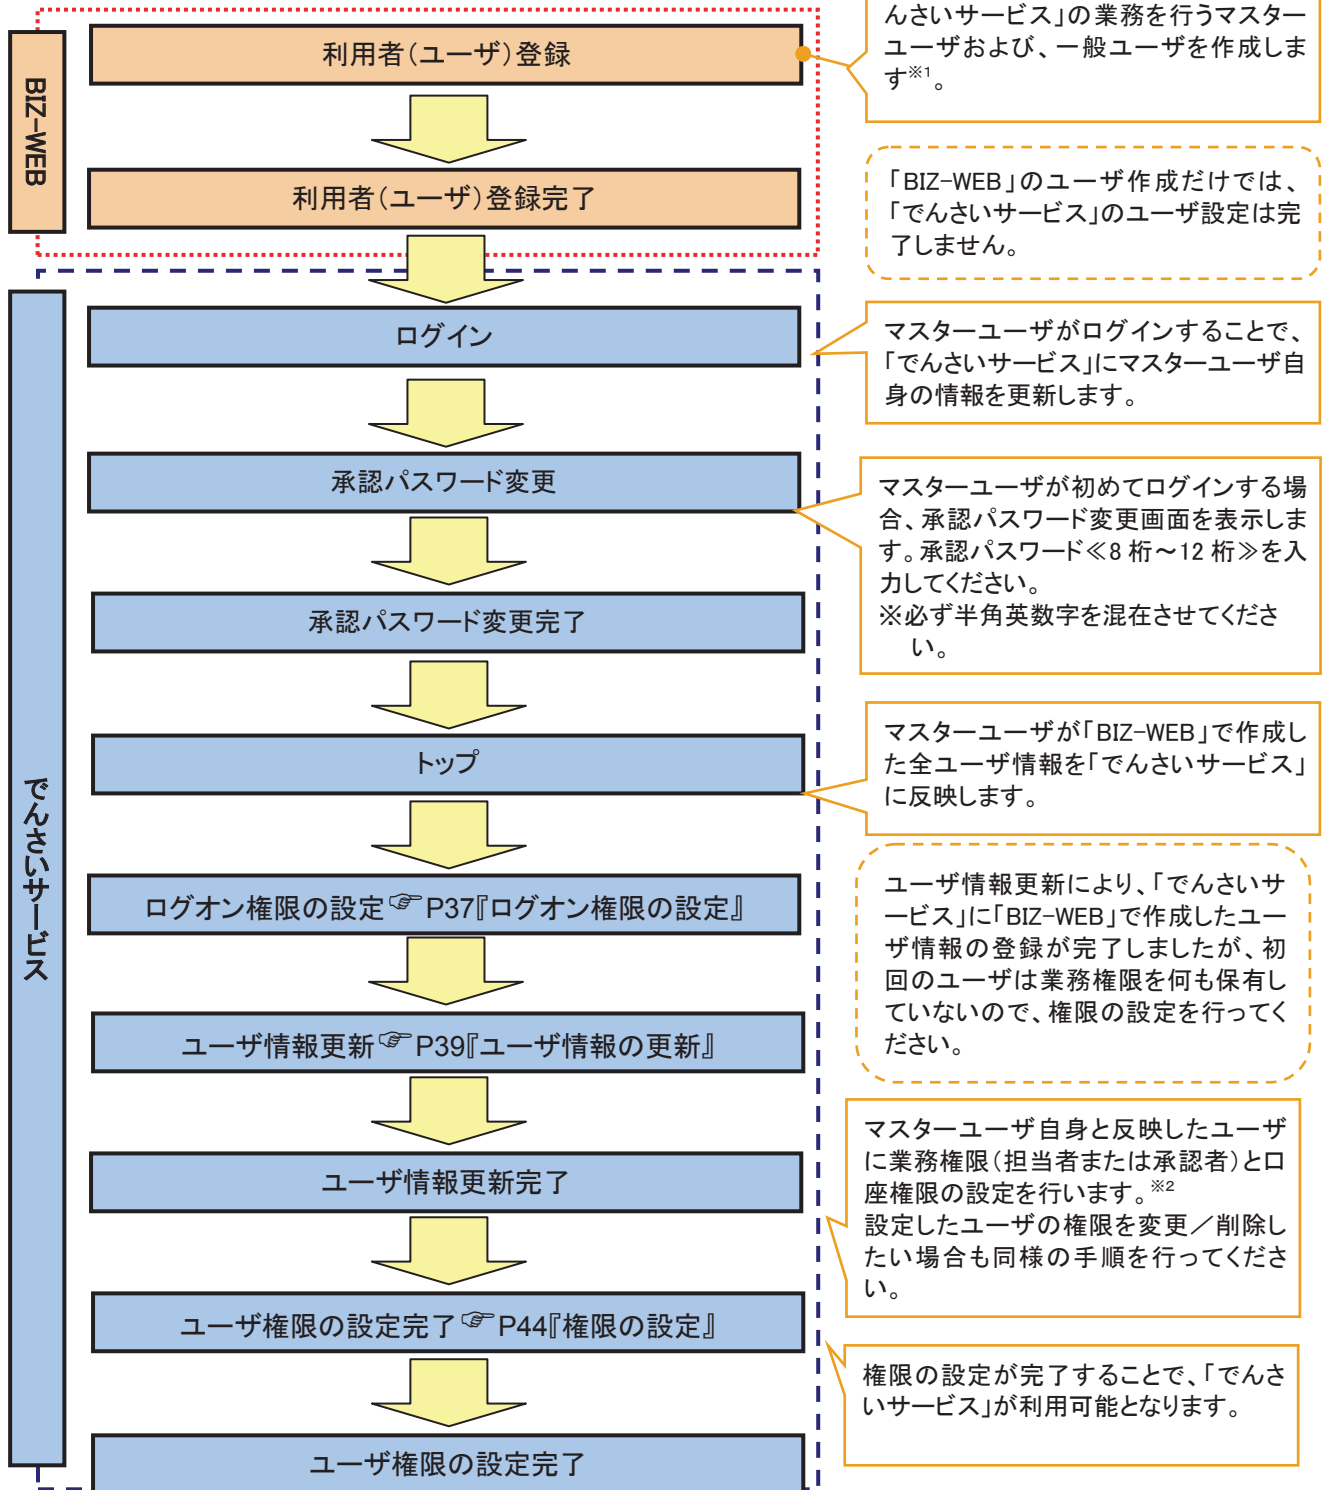 んさいサービス」の業務を行うマスター
ユーザおよび、一般ユーザを作成しま
す※1。
利用者(ユーザ)登録
BIZ-WEB
利用者(ユーザ)登録完了
「BIZ-WEB」のユーザ作成だけでは、
「でんさいサービス」のユーザ設定は完
了しません。
でんさいサービス
ログイン
マスターユーザがログインすることで、
「でんさいサービス」にマスターユーザ自
身の情報を更新します。
承認パスワード変更
マスターユーザが初めてログインする場
合、承認パスワード変更画面を表示しま
す。承認パスワード≪8 桁~12 桁≫を入
力してください。
※必ず半角英数字を混在させてくださ
い。
承認パスワード変更完了
トップ
マスターユーザが「BIZ-WEB」で作成し
た全ユーザ情報を「でんさいサービス」
に反映します。
ログオン権限の設定☞P37『ログオン権限の設定』
ユーザ情報更新により、「でんさいサ
ービス」に「BIZ-WEB」で作成したユー
ザ情報の登録が完了しましたが、初
回のユーザは業務権限を何も保有し
ていないので、権限の設定を行ってく
ださい。
ユーザ情報更新☞P39『ユーザ情報の更新』
ユーザ情報更新完了
マスターユーザ自身と反映したユーザ
に業務権限(担当者または承認者)と口
座権限の設定を行います。※2
設定したユーザの権限を変更/削除し
たい場合も同様の手順を行ってくださ
い。
ユーザ権限の設定完了☞P44『権限の設定』
権限の設定が完了することで、「でんさ
いサービス」が利用可能となります。
ユーザ権限の設定完了